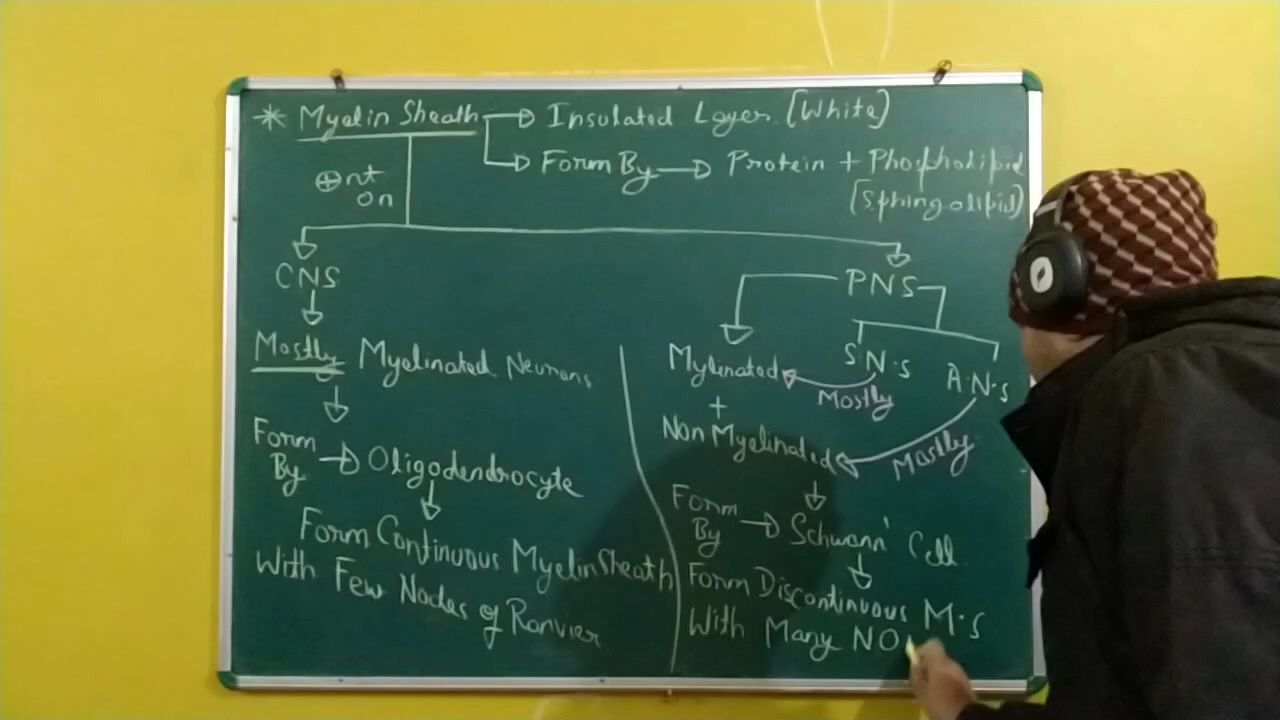 * Myelin Sheath → Insulated Layer [White]
→ Form By → Protein + Phospholipid
[Sphingolipid]
⊕nt on
CNS
Mostly Myelinated Neurons
Form By → Oligodendrocyte
Form Continuous Myelin Sheath
With Few Nodes of Ranvier
PNS
S.N.S
A.N.S
Mylinated
Mostly
+
Non Myelinated
Mostly
Form By → Schwann' Cell
Form Discontinuous M.S
With Many NO